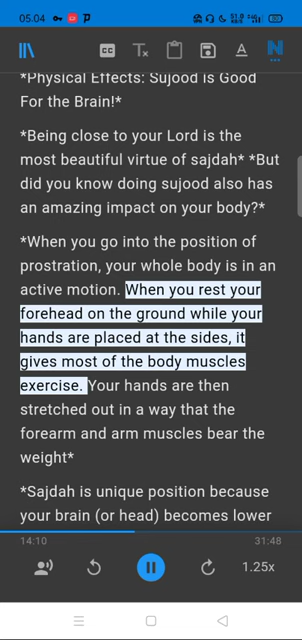 05.04
*Physical Effects: Sujood is Good
For the Brain!*
*Being close to your Lord is the
most beautiful virtue of sajdah* *But
did you know doing sujood also has
an amazing impact on your body?*
*When you go into the position of
prostration, your whole body is in an
active motion. When you rest your
forehead on the ground while your
hands are placed at the sides, it
gives most of the body muscles
exercise. Your hands are then
stretched out in a way that the
forearm and arm muscles bear the
weight*
*Sajdah is unique position because
your brain (or head) becomes lower
14:10 31:48
1.25x